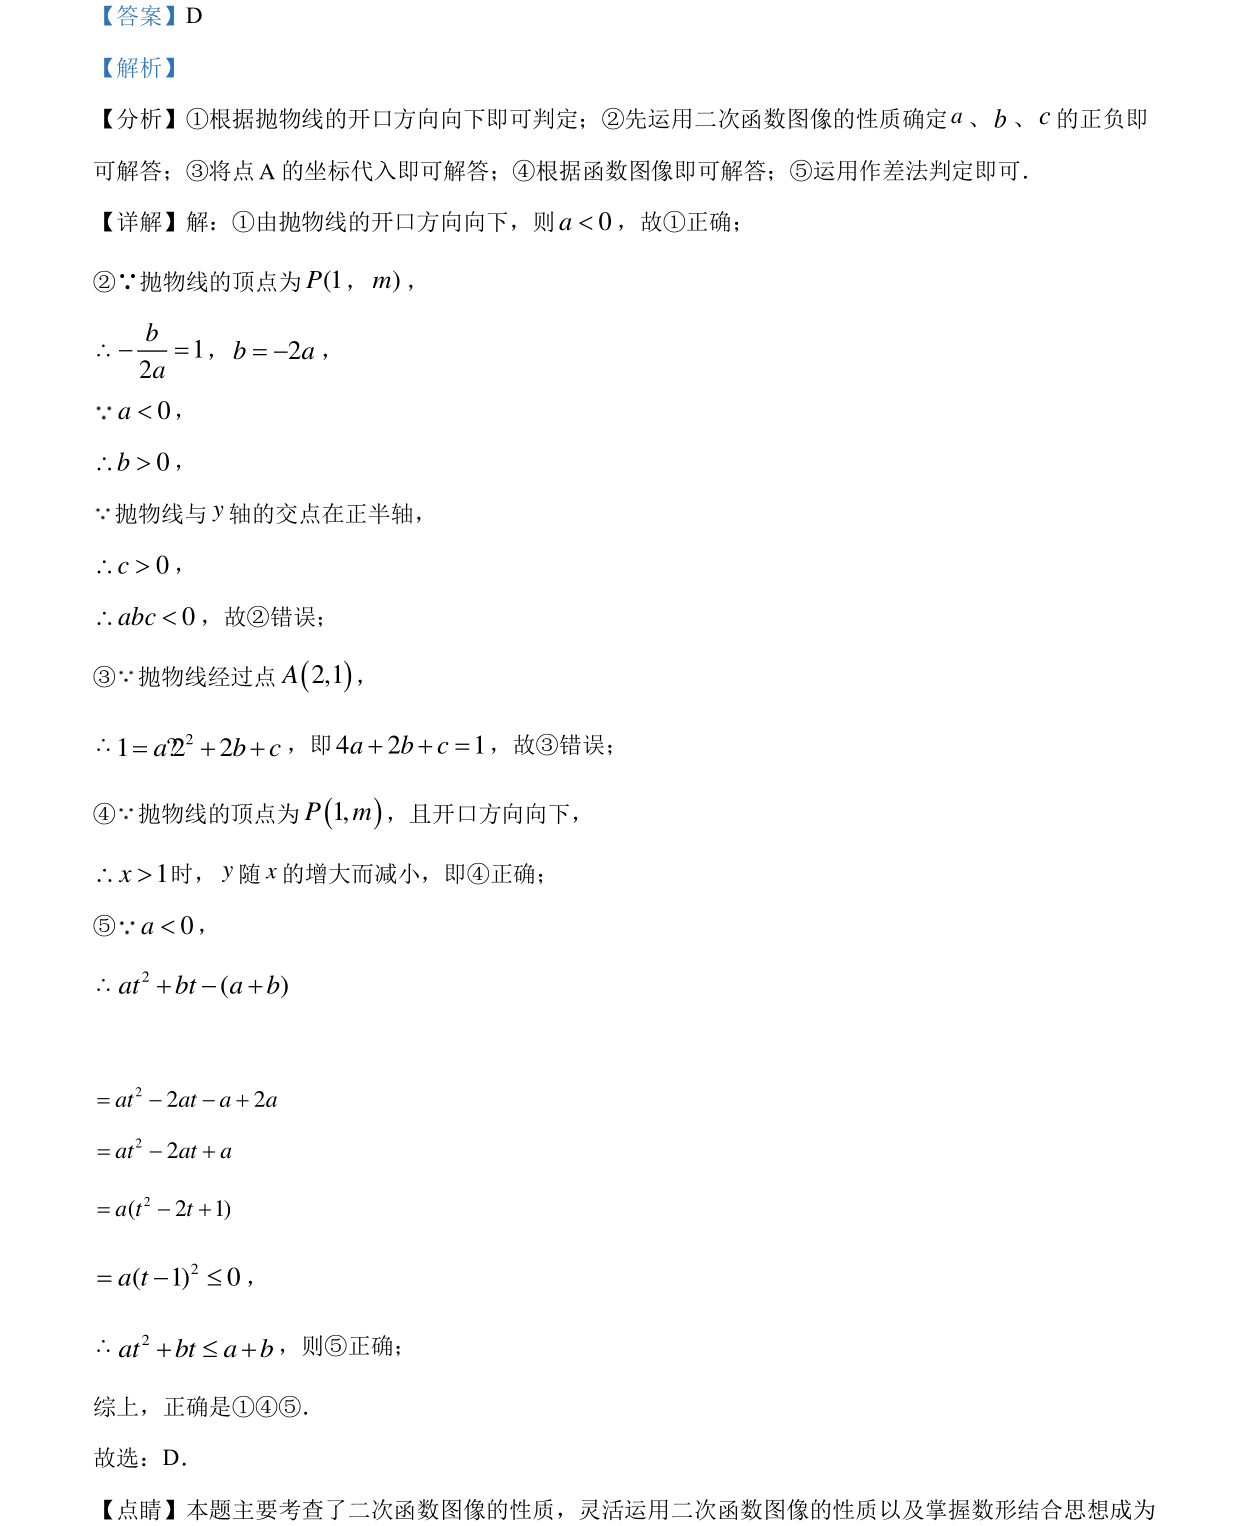 【答案】D
【解析】
【分析】①根据抛物线的开口方向向下即可判定；②先运用二次函数图像的性质确定 a 、 b 、 c 的正负即
可解答；③将点 A 的坐标代入即可解答；④根据函数图像即可解答；⑤运用作差法判定即可．
【详解】解：①由抛物线的开口方向向下，则 a < 0 ，故①正确；
②∵抛物线的顶点为 P(1， m) ，
∴ −b/2a = 1，b = −2a ，
∵ a < 0，
∴b > 0 ，
∵抛物线与 y 轴的交点在正半轴，
∴c > 0 ，
∴abc < 0 ，故②错误；
③∵抛物线经过点 A(2,1)，
∴ 1 = a?2² + 2b + c ，即 4a + 2b + c = 1 ，故③错误；
④∵抛物线的顶点为 P(1, m)，且开口方向向下，
∴x > 1时， y 随 x 的增大而减小，即④正确；
⑤∵ a < 0，
∴ at² + bt − (a + b)
= at² − 2at − a + 2a
= at² − 2at + a
= a(t² − 2t + 1)
= a(t − 1)² ≤ 0 ，
∴ at² + bt ≤ a + b ，则⑤正确；
综上，正确是①④⑤．
故选：D．
【点睛】本题主要考查了二次函数图像的性质，灵活运用二次函数图像的性质以及掌握数形结合思想成为